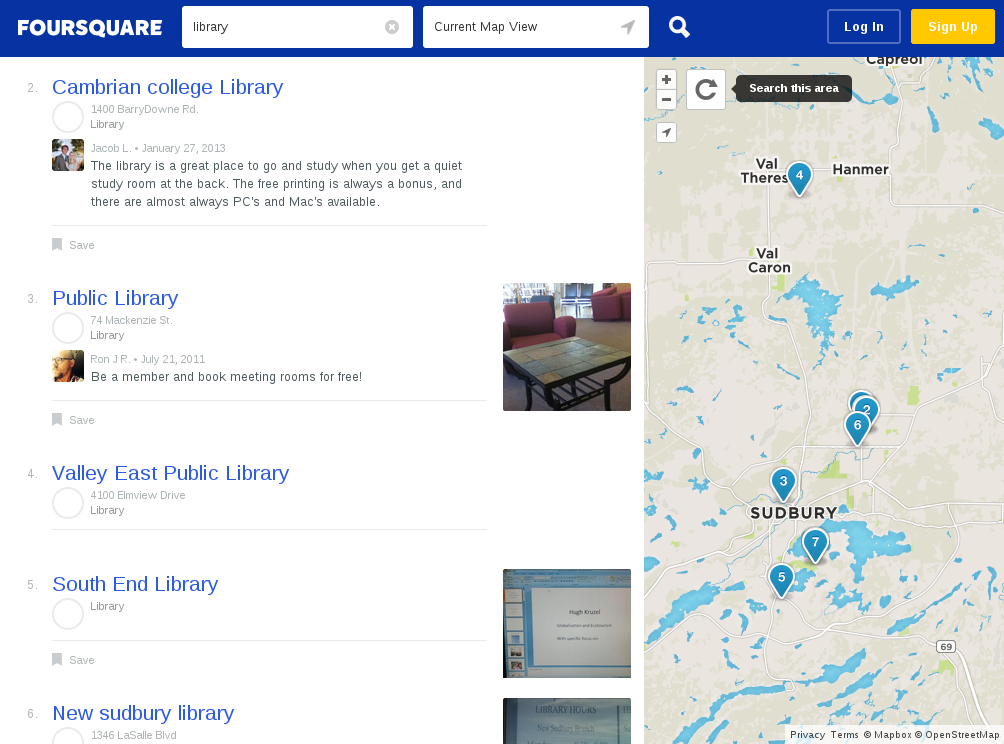 FOURSQUARE
library
Current Map View
Log In
Sign Up
2.
Cambrian college Library
1400 BarryDowne Rd.
Library
Jacob L. • January 27, 2013
The library is a great place to go and study when you get a quiet
study room at the back. The free printing is always a bonus, and
there are almost always PC's and Mac's available.
Save
3.
Public Library
74 Mackenzie St.
Library
Ron J R. • July 21, 2011
Be a member and book meeting rooms for free!
Save
4.
Valley East Public Library
4100 Elmview Drive
Library
5.
South End Library
Library
Save
Hugh Kruzel
Globalization and Ecotourism
With specific focus on:
6.
New sudbury library
1346 LaSalle Blvd
LIBRARY HOURS
New Sudbury Branch
Capreol
+
−
Search this area
Val
Theres
4
Hanmer
Val
Caron
2
6
3
SUDBURY
7
5
69
Privacy Terms © Mapbox © OpenStreetMap